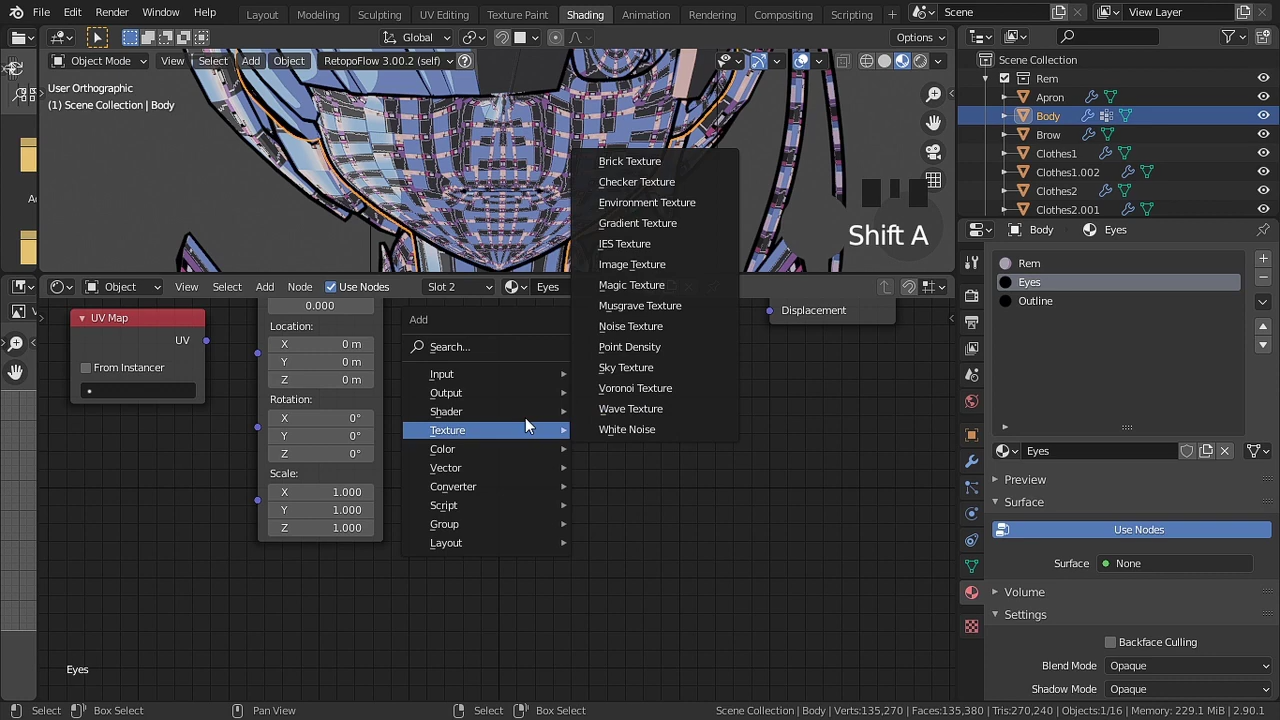 File Edit Render Window Help Layout Modeling Sculpting UV Editing Texture Paint Shading Animation Rendering Compositing Scripting + Scene View Layer
Global Options
Object Mode View Select Add Object RetopoFlow 3.00.2 (self)
User Orthographic
(1) Scene Collection | Body
Shift A
Scene Collection
Rem
Apron
Body
Brow
Clothes1
Clothes1.002
Clothes2
Clothes2.001
Object View Select Add Node Use Nodes Slot 2 Eyes
UV Map
UV
From Instancer
0.000
Location:
X 0 m
Y 0 m
Z 0 m
Rotation:
X 0°
Y 0°
Z 0°
Scale:
X 1.000
Y 1.000
Z 1.000
Add
Search...
Input
Output
Shader
Texture
Color
Vector
Converter
Script
Group
Layout
Brick Texture
Checker Texture
Environment Texture
Gradient Texture
IES Texture
Image Texture
Magic Texture
Musgrave Texture
Noise Texture
Point Density
Sky Texture
Voronoi Texture
Wave Texture
White Noise
Displacement
Eyes
Body Eyes
Rem
Eyes
Outline
Eyes
Preview
Surface
Use Nodes
Surface None
Volume
Settings
Backface Culling
Blend Mode Opaque
Shadow Mode Opaque
Select Box Select Pan View Select Box Select Scene Collection | Body | Verts:135,270 | Faces:135,380 | Tris:270,240 | Objects:1/16 | Memory: 229.1 MiB | 2.90.1